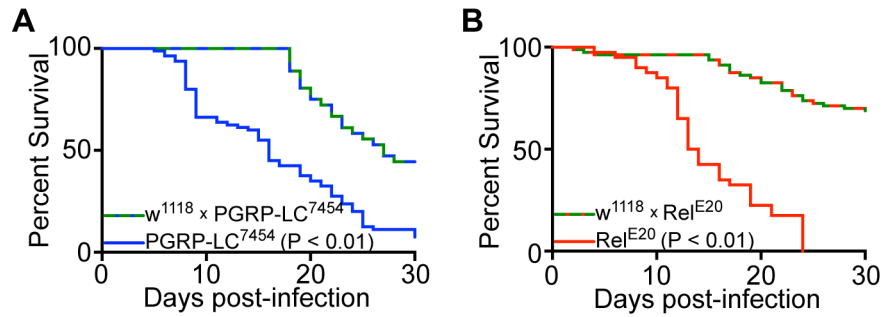 A
Percent Survival
100
50
0
w¹¹¹⁸ x PGRP-LC⁷⁴⁵⁴
PGRP-LC⁷⁴⁵⁴ (P < 0.01)
0 10 20 30
Days post-infection
B
Percent Survival
100
50
0
w¹¹¹⁸ x Relᴱ²⁰
Relᴱ²⁰ (P < 0.01)
0 10 20 30
Days post-infection